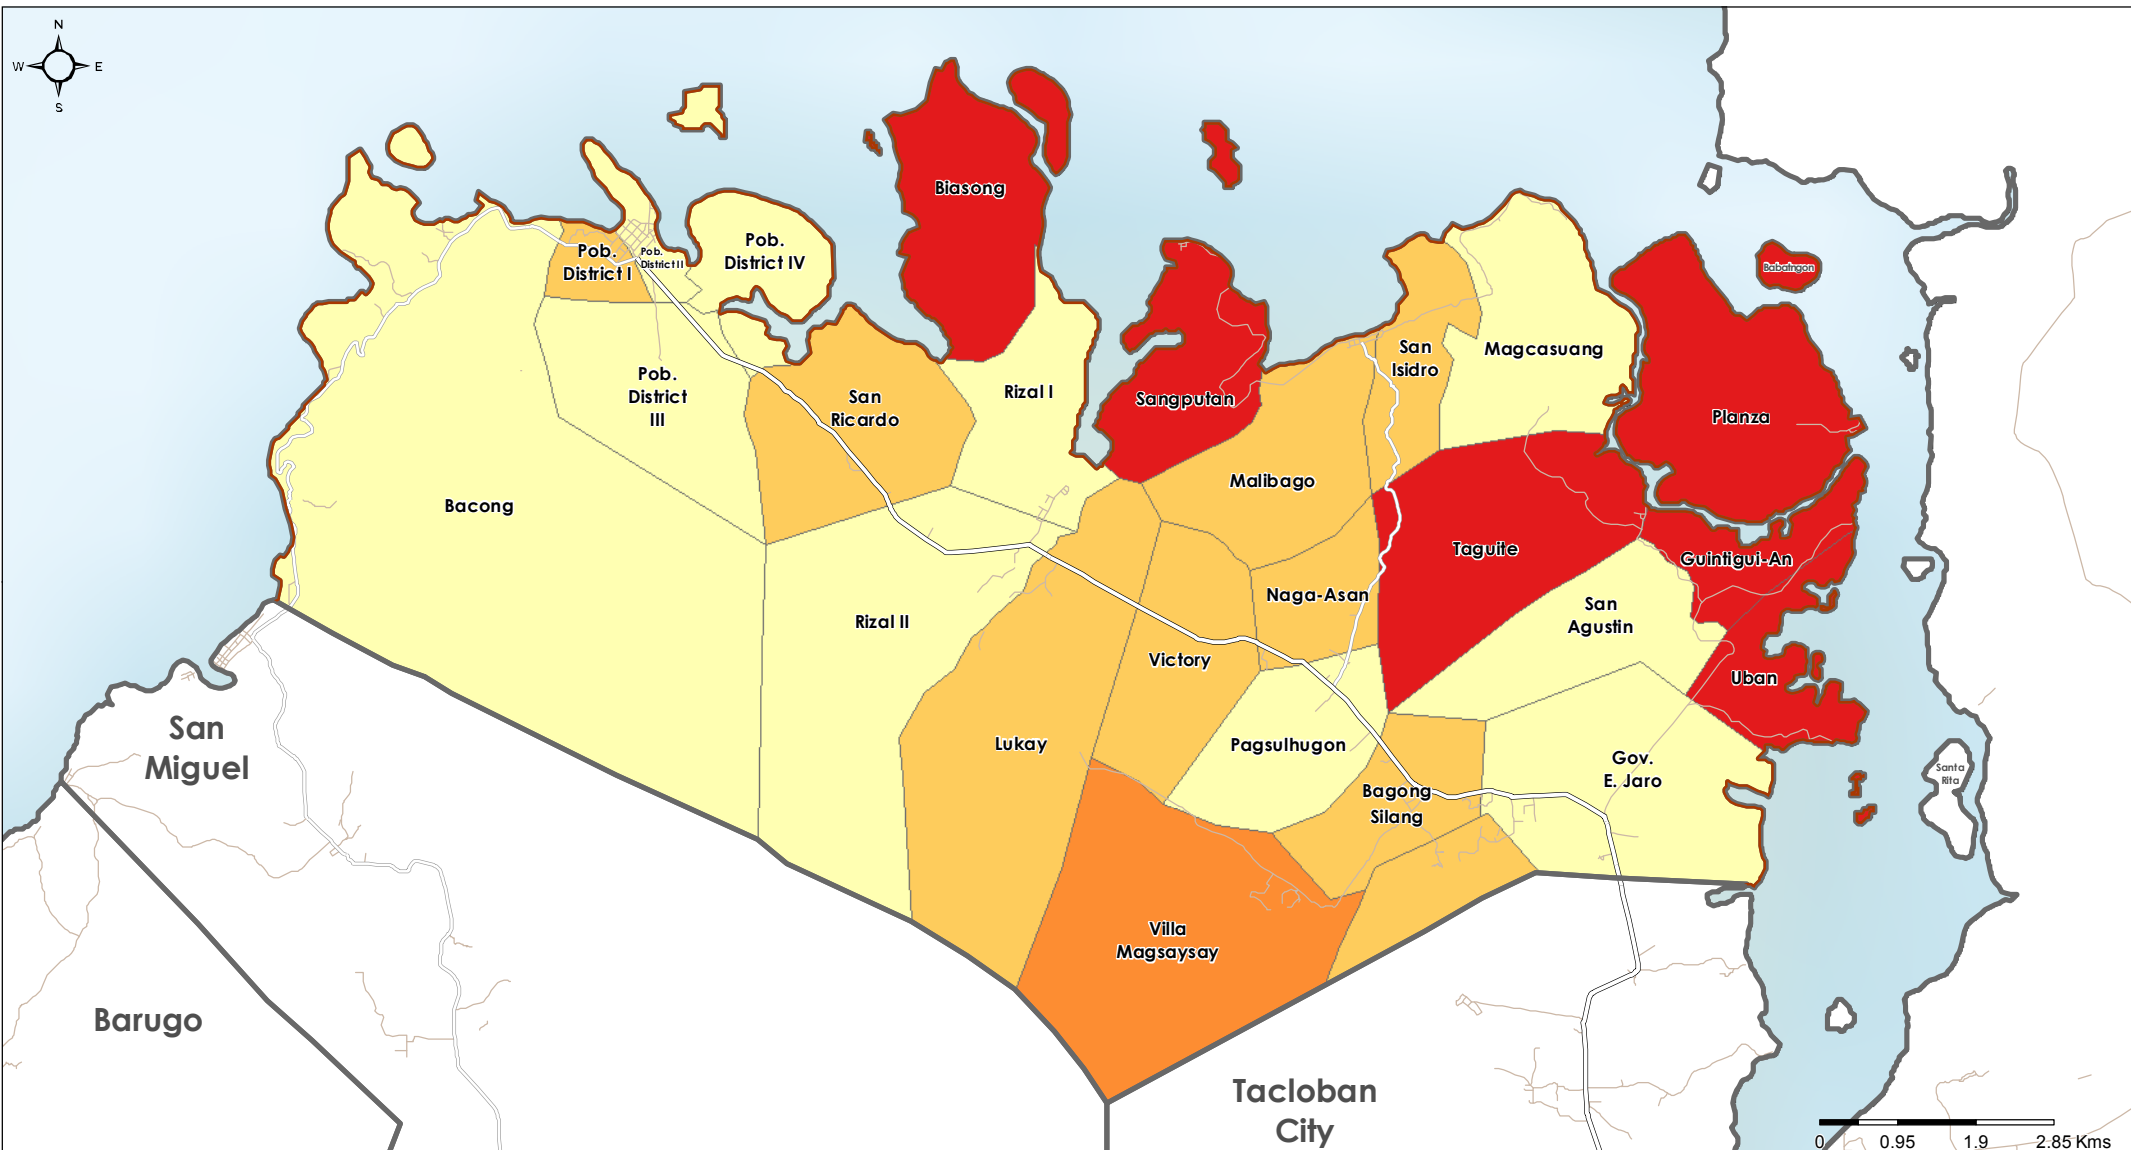 N
W
E
S
Biasong
Pob.
District I
Pob.
District II
Pob.
District IV
Babatngon
Pob.
District
III
San
Ricardo
Rizal I
Sangputan
San
Isidro
Magcasuang
Planza
Bacong
Malibago
Taguite
Guintigui-An
Naga-Asan
San
Agustin
Rizal II
Victory
Uban
Lukay
Pagsulhugon
Bagong
Silang
Gov.
E. Jaro
Santa
Rita
San
Miguel
Villa
Magsaysay
Barugo
Tacloban
City
0 0.95 1.9 2.85 Kms